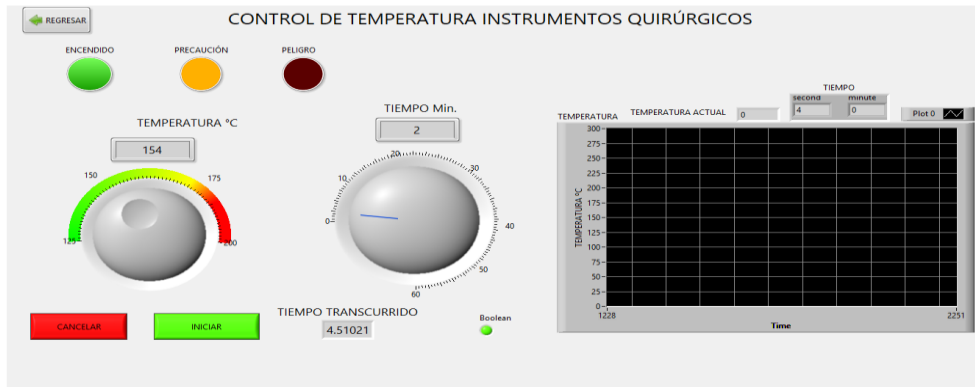 REGRESAR
CONTROL DE TEMPERATURA INSTRUMENTOS QUIRÚRGICOS
ENCENDIDO
PRECAUCIÓN
PELIGRO
TEMPERATURA °C
154
125
150
175
200
TIEMPO Min.
2
0
10
20
30
40
50
60
CANCELAR
INICIAR
TIEMPO TRANSCURRIDO
4.51021
Boolean
TIEMPO
second
minute
4
0
TEMPERATURA
TEMPERATURA ACTUAL
0
Plot 0
TEMPERATURA °C
300
275
250
225
200
175
150
125
100
75
50
25
0
1228
2251
Time